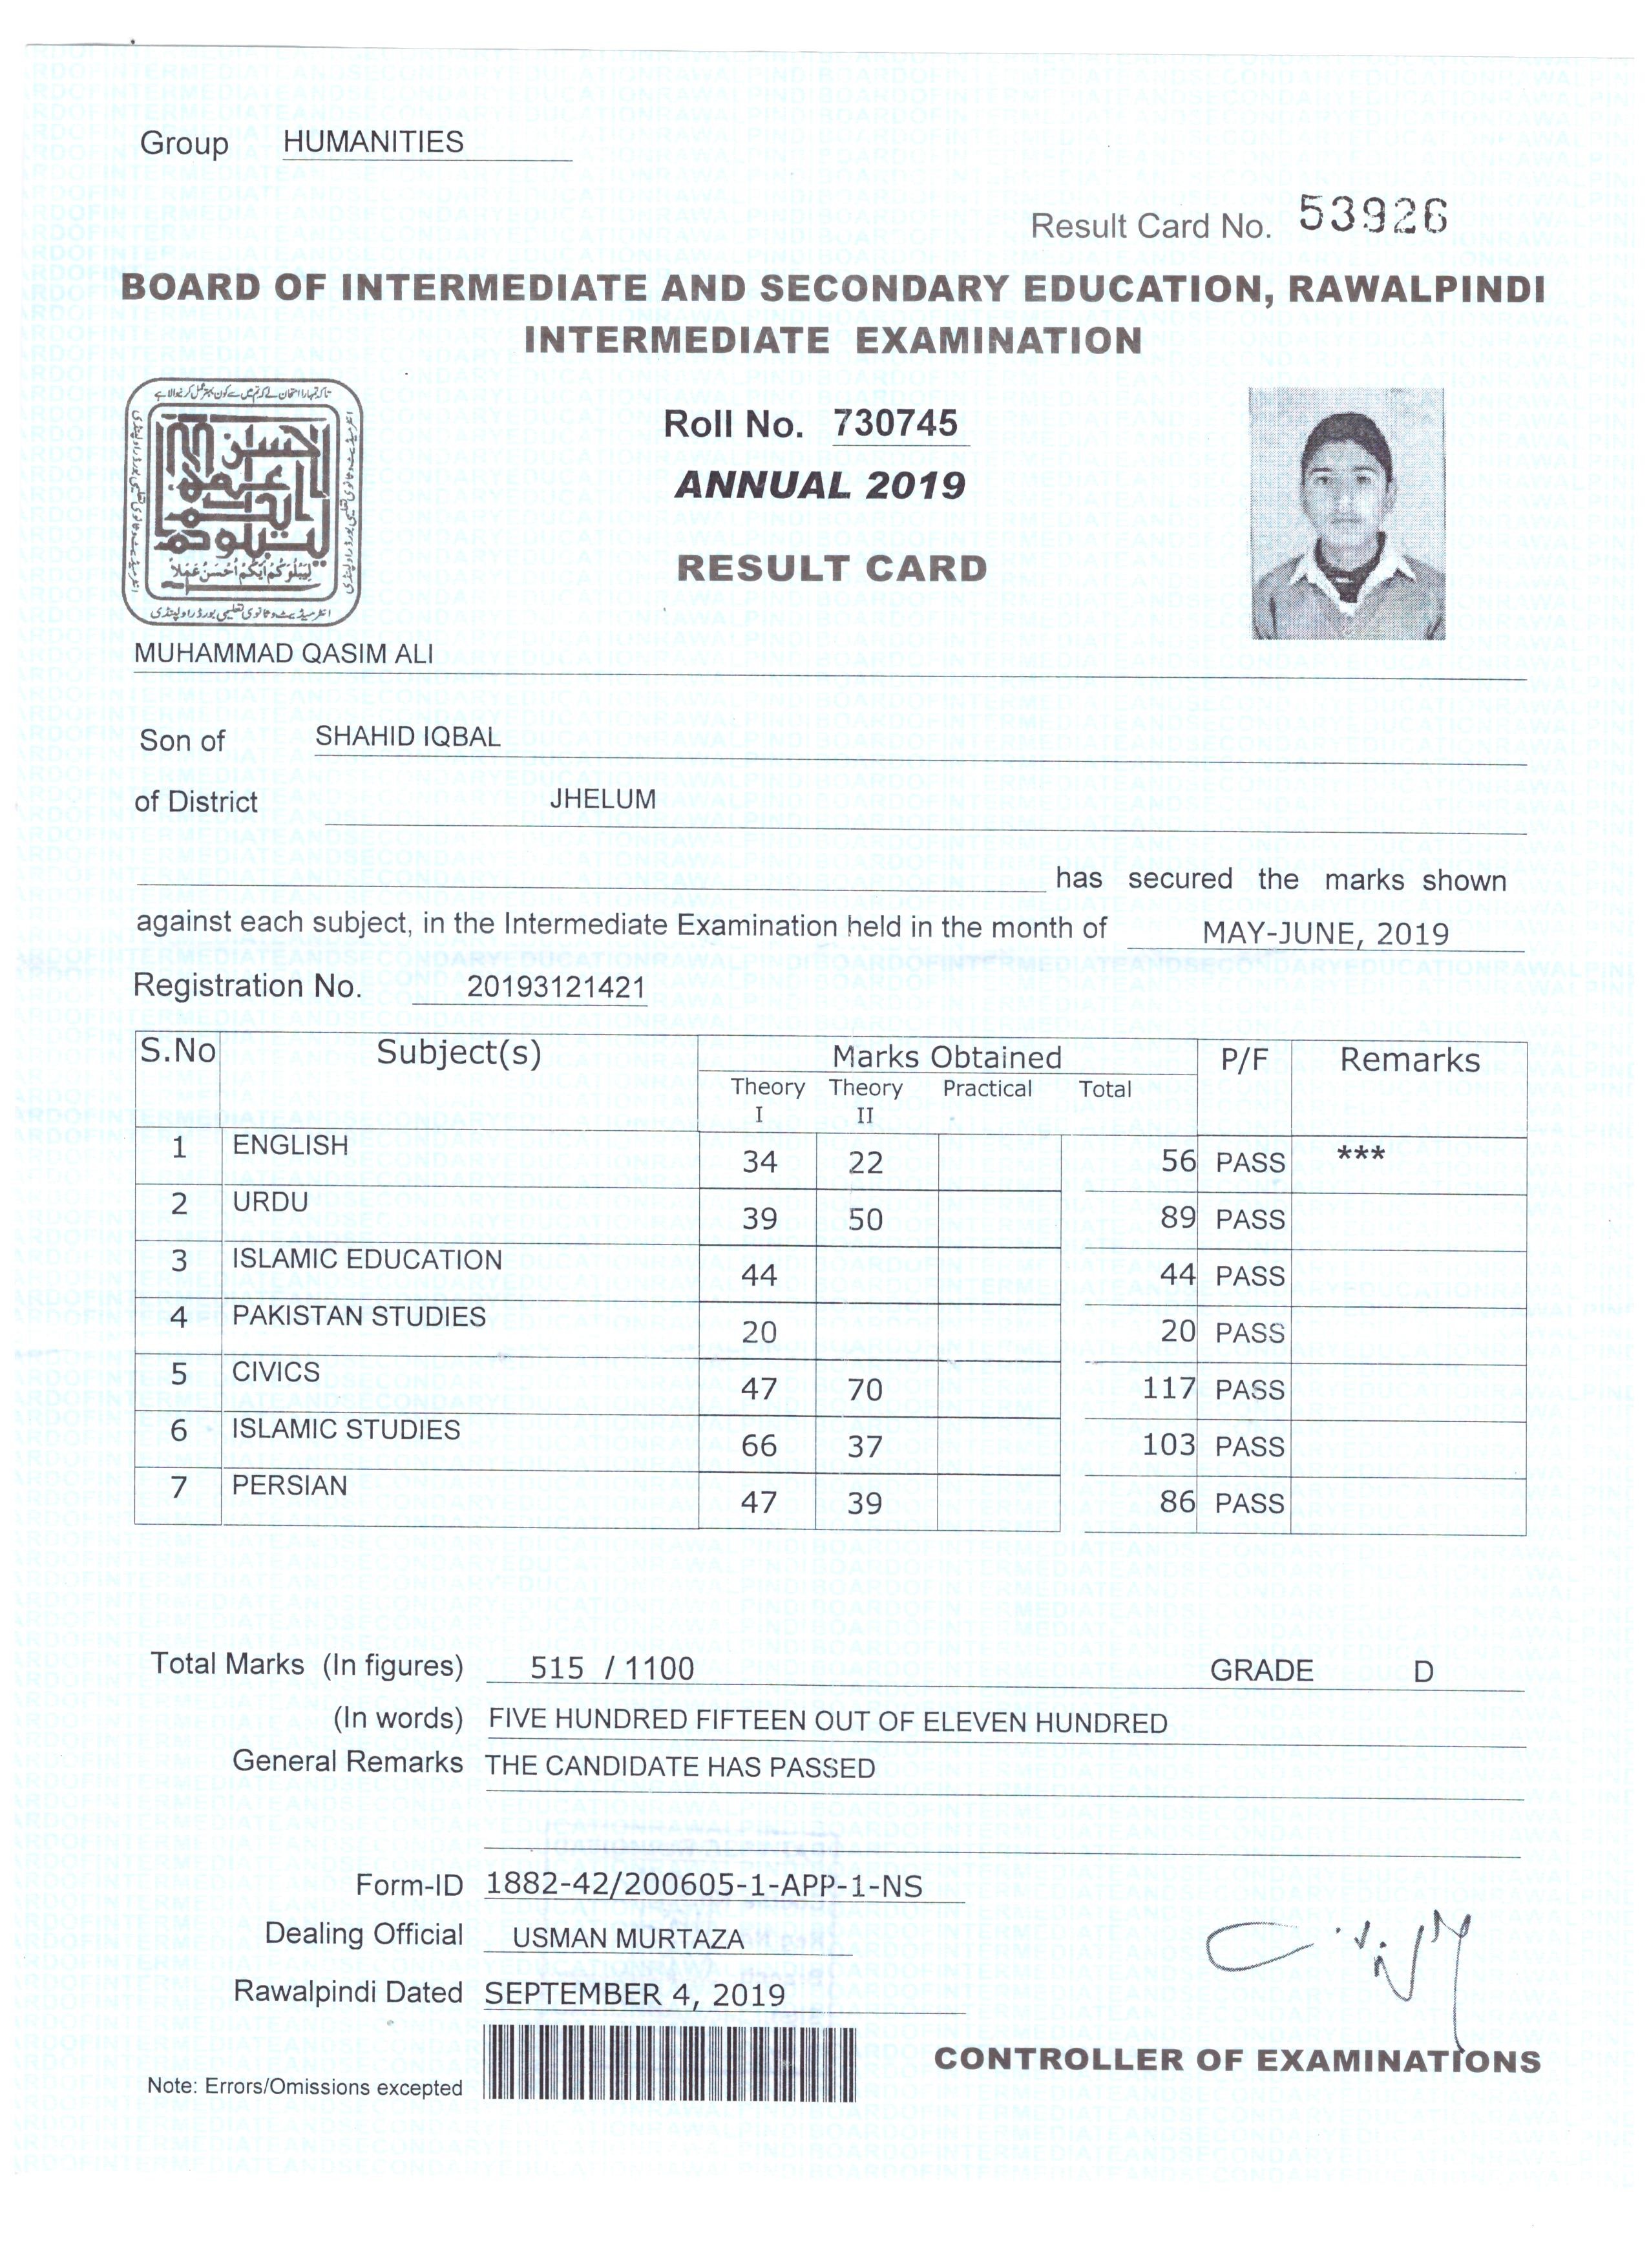 Group HUMANITIES
Result Card No. 53926
BOARD OF INTERMEDIATE AND SECONDARY EDUCATION, RAWALPINDI
INTERMEDIATE EXAMINATION
Roll No. 730745
ANNUAL 2019
RESULT CARD
لِيَبْلُوَكُمْ أَيُّكُمْ أَحْسَنُ عَمَلًا
انٹرمیڈیٹ و ثانوی تعلیمی بورڈ راولپنڈی
MUHAMMAD QASIM ALI
Son of SHAHID IQBAL
of District JHELUM
has secured the marks shown
against each subject, in the Intermediate Examination held in the month of MAY-JUNE, 2019
Registration No. 20193121421
S.No Subject(s) Marks Obtained P/F Remarks
Theory I Theory II Practical Total
1 ENGLISH 34 22 56 PASS ***
2 URDU 39 50 89 PASS
3 ISLAMIC EDUCATION 44 44 PASS
4 PAKISTAN STUDIES 20 20 PASS
5 CIVICS 47 70 117 PASS
6 ISLAMIC STUDIES 66 37 103 PASS
7 PERSIAN 47 39 86 PASS
Total Marks (In figures) 515 / 1100 GRADE D
(In words) FIVE HUNDRED FIFTEEN OUT OF ELEVEN HUNDRED
General Remarks THE CANDIDATE HAS PASSED
Form-ID 1882-42/200605-1-APP-1-NS
Dealing Official USMAN MURTAZA
Rawalpindi Dated SEPTEMBER 4, 2019
CONTROLLER OF EXAMINATIONS
Note: Errors/Omissions excepted